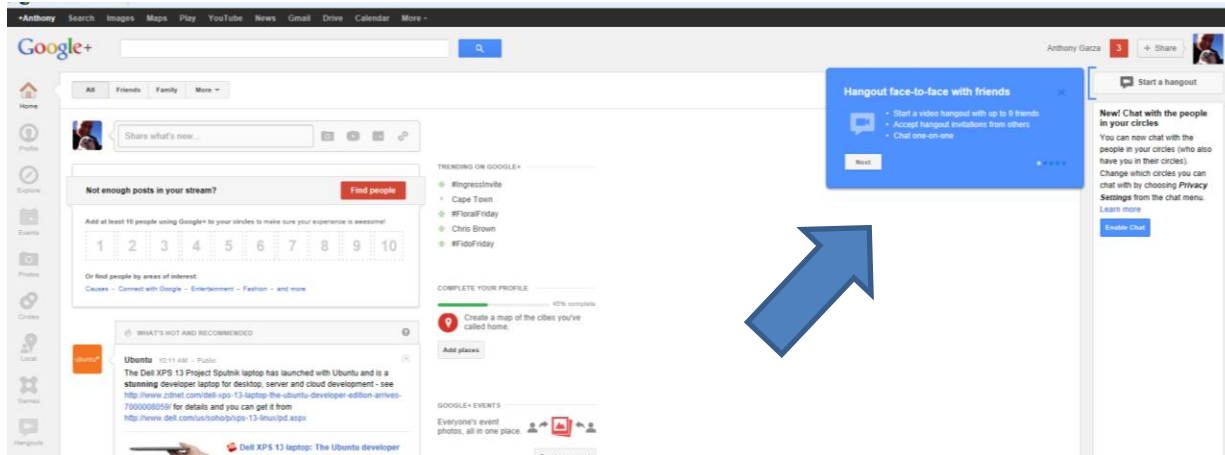 +Anthony Search Images Maps Play YouTube News Gmail Drive Calendar More
Google+
Anthony Garza 3 + Share
Home
Profile
Explore
Events
Photos
Circles
Local
Games
Hangouts
All Friends Family More
Share what's new...
Not enough posts in your stream? Find people
Add at least 10 people using Google+ to your circles to make sure your experience is awesome!
1 2 3 4 5 6 7 8 9 10
Or find people by areas of interest:
Causes - Connect with Google - Entertainment - Fashion - and more
WHAT'S HOT AND RECOMMENDED
ubuntu
Ubuntu 10:11 AM - Public
The Dell XPS 13 Project Sputnik laptop has launched with Ubuntu and is a
stunning developer laptop for desktop, server and cloud development - see
http://www.zdnet.com/dell-xps-13-laptop-the-ubuntu-developer-edition-arrives-
7000008059/ for details and you can get it from
http://www.dell.com/us/soho/p/xps-13-linux/pd.aspx
Dell XPS 13 laptop: The Ubuntu developer
TRENDING ON GOOGLE+
#IngressInvite
Cape Town
#FloralFriday
Chris Brown
#FidoFriday
COMPLETE YOUR PROFILE
45% complete
Create a map of the cities you've
called home.
Add places
GOOGLE+ EVENTS
Everyone's event
photos, all in one place.
Hangout face-to-face with friends
Start a video hangout with up to 9 friends
Accept hangout invitations from others
Chat one-on-one
Next
Start a hangout
New! Chat with the people
in your circles
You can now chat with the
people in your circles (who also
have you in their circles).
Change which circles you can
chat with by choosing Privacy
Settings from the chat menu.
Learn more
Enable Chat